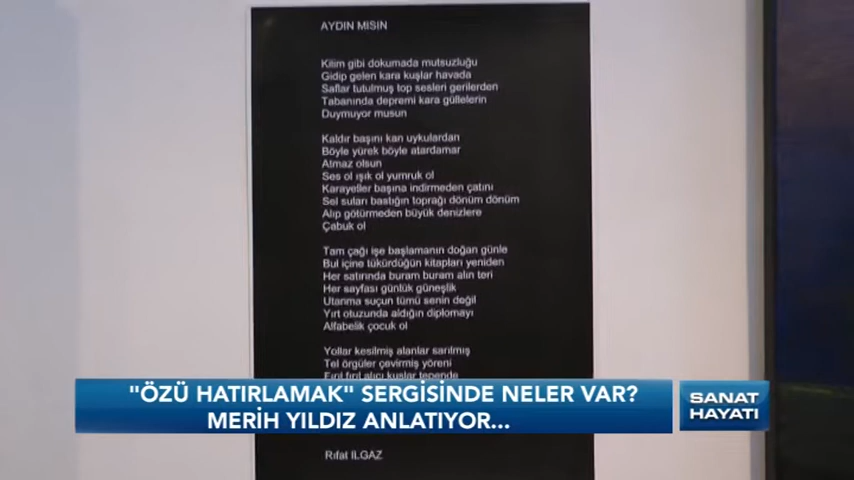 AYDIN MISIN
Kilim gibi dokumada mutsuzluğu
Gidip gelen kara kuşlar havada
Saflar tutulmuş top sesleri gerilerden
Tabanında depremi kara güllelerin
Duymuyor musun
Kaldır başını kan uykulardan
Böyle yürek böyle atardamar
Atmaz olsun
Ses ol ışık ol yumruk ol
Karayeller başına indirmeden çatını
Sel suları bastığın toprağı dönüm dönüm
Alıp götürmeden büyük denizlere
Çabuk ol
Tam çağı işe başlamanın doğan günle
Bul içine tükürdüğün kitapları yeniden
Her satırında buram buram alın teri
Her sayfası günlük güneşlik
Utanma suçun tümü senin değil
Yırt otuzunda aldığın diplomayı
Alfabelik çocuk ol
Yollar kesilmiş alanlar sarılmış
Tel örgüler çevirmiş yöreni
Fırıl fırıl alıcı kuşlar tepende
"ÖZÜ HATIRLAMAK" SERGİSİNDE NELER VAR?
MERİH YILDIZ ANLATIYOR...
SANAT
HAYATI
Rıfat ILGAZ